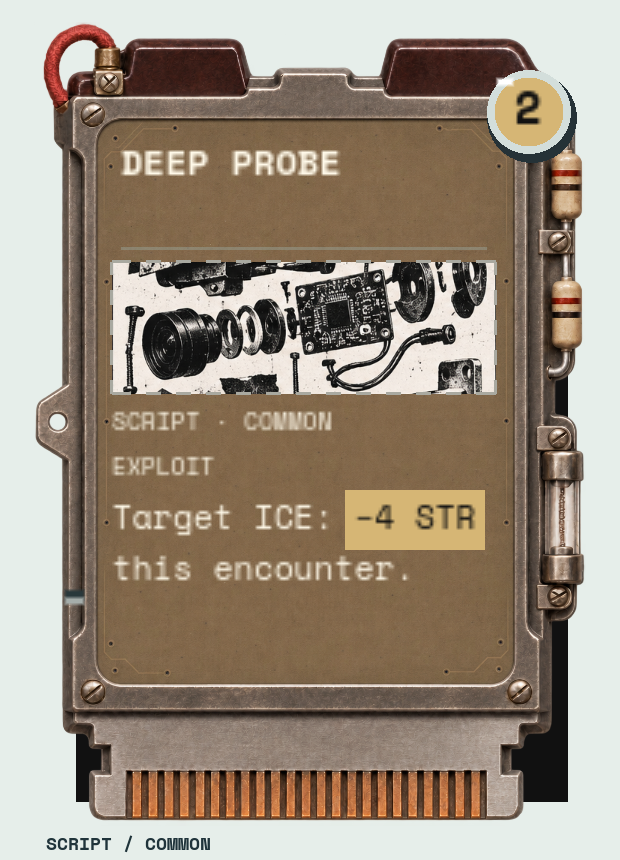 2
DEEP PROBE
SCRIPT · COMMON
EXPLOIT
Target ICE: -4 STR
this encounter.
SCRIPT / COMMON